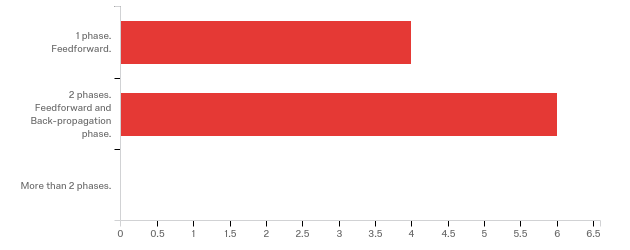 1 phase.
Feedforward.
2 phases.
Feedforward and
Back-propagation
phase.
More than 2 phases.
0 0.5 1 1.5 2 2.5 3 3.5 4 4.5 5 5.5 6 6.5